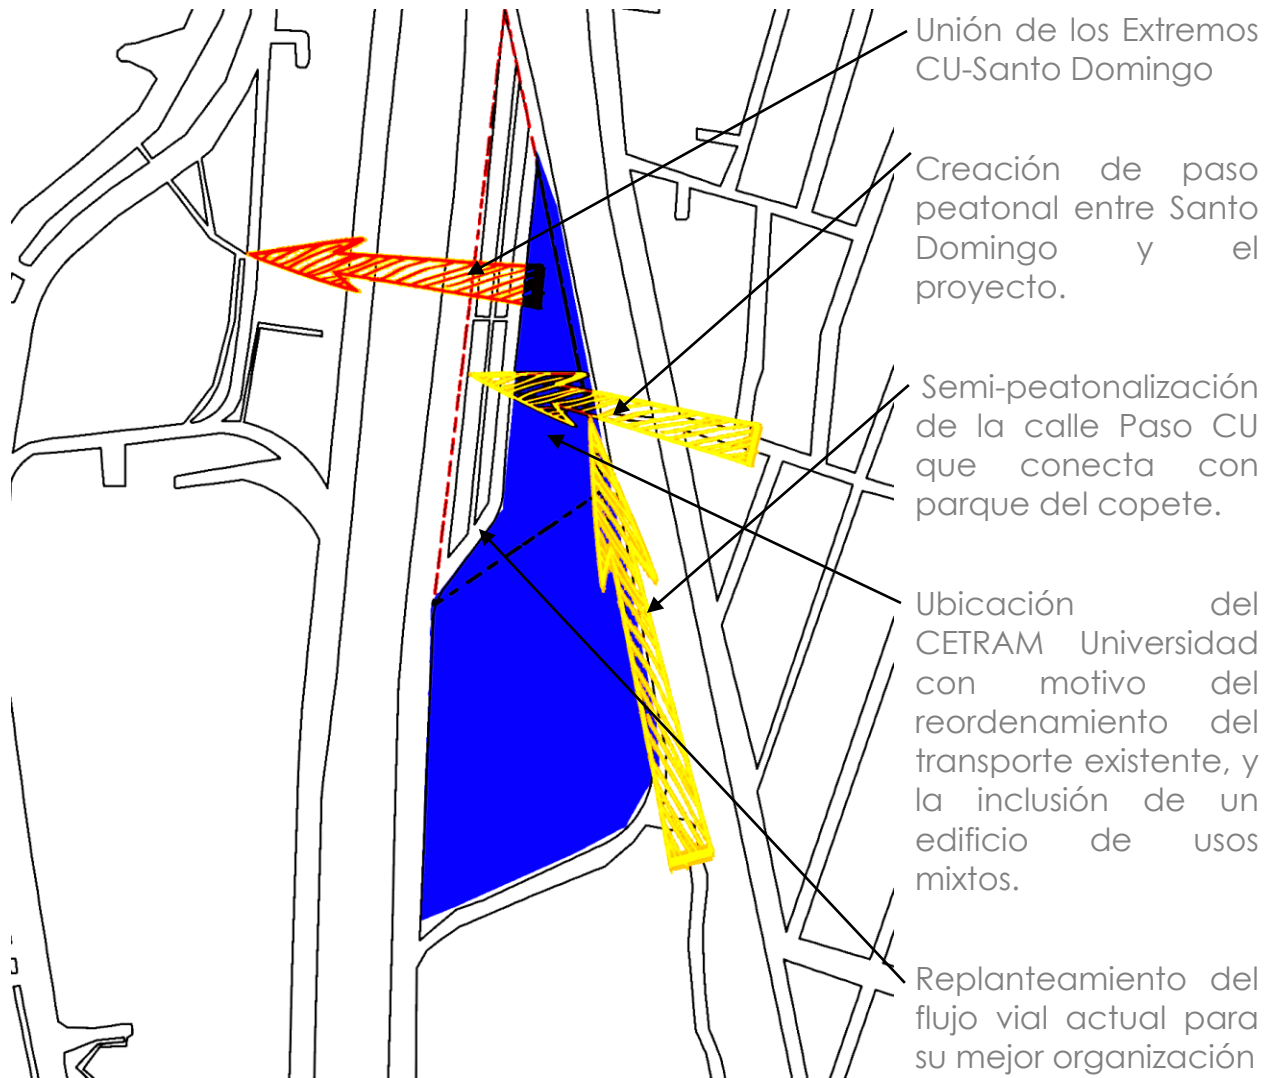 Unión de los Extremos
CU-Santo Domingo
Creación de paso
peatonal entre Santo
Domingo y el
proyecto.
Semi-peatonalización
de la calle Paso CU
que conecta con
parque del copete.
Ubicación del
CETRAM Universidad
con motivo del
reordenamiento del
transporte existente, y
la inclusión de un
edificio de usos
mixtos.
Replanteamiento del
flujo vial actual para
su mejor organización